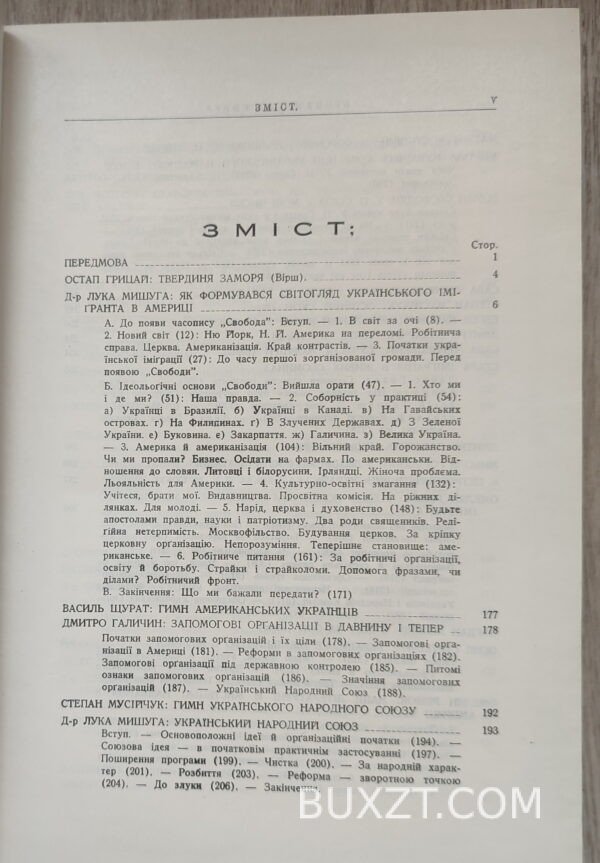 ЗМІСТ. V
ЗМІСТ:
Стор.
ПЕРЕДМОВА 1
ОСТАП ГРИЦАЙ: ТВЕРДИНЯ ЗАМОРЯ (Вірш). 4
Д-р ЛУКА МИШУГА: ЯК ФОРМУВАВСЯ СВІТОГЛЯД УКРАЇНСЬКОГО ІМІ-
ҐРАНТА В АМЕРИЦІ 6
А. До появи часопису „Свобода": Вступ. — 1. В світ за очі (8). —
2. Новий світ (12): Ню Йорк, Н. Й. Америка на переломі. Робітнича
справа. Церква. Американізація. Край контрастів. — 3. Початки укра-
їнської іміґрації (27): До часу першої зорганізованої громади. Перед
появою „Свободи".
Б. Ідеольоґічні основи „Свободи": Вийшла орати (47). — 1. Хто ми
і де ми? (51): Наша правда. — 2. Соборність у практиці (54):
а) Українці в Бразилії. б) Українці в Канаді. в) На Гавайських
островах. г) На Филипинах. ґ) В Злучених Державах. д) З Зеленої
України. е) Буковина. є) Закарпаття. ж) Галичина. з) Велика Україна.
— 3. Америка й американізація (104): Вільний край. Горожанство.
Чи ми пропали? Бизнес. Осідати на фармах. По американськи. Від-
ношення до словян. Литовці і білорусини. Ірляндці. Жіноча проблема.
Льояльність для Америки. — 4. Культурно-освітні змагання (132):
Учітеся, брати мої. Видавництва. Просвітна комісія. На ріжних ді-
лянках. Для молоді. — 5. Нарід, церква і духовенство (148): Будьте
апостолами правди, науки і патріотизму. Два роди священиків. Релі-
ґійна нетерпимість. Москвофільство. Будування церков. За кріпку
церковну організацію. Непорозуміння. Теперішнє становище: аме-
риканське. — 6. Робітниче питання (161): За робітничі організації,
освіту й боротьбу. Страйки і страйколоми. Допомога фразами, чи
ділами? Робітничий фронт.
В. Закінчення: Що ми бажали передати? (171)
ВАСИЛЬ ЩУРАТ: ГИМН АМЕРИКАНСЬКИХ УКРАЇНЦІВ 177
ДМИТРО ГАЛИЧИН: ЗАПОМОГОВІ ОРГАНІЗАЦІЇ В ДАВНИНУ І ТЕПЕР 178
Початки запомогових організацій і їх ціли (178). — Запомогові орга-
нізації в Америці (181). — Реформи в запомогових організаціях (182).
Запомогові організації під державною контролею (185). — Питомі
ознаки запомогових організацій (186). — Значіння запомогових
організацій (187). — Український Народний Союз (188).
СТЕПАН МУСІЙЧУК: ГИМН УКРАЇНСЬКОГО НАРОДНОГО СОЮЗУ 192
Д-р ЛУКА МИШУГА: УКРАЇНСЬКИЙ НАРОДНИЙ СОЮЗ 193
Вступ. — Основоположні ідеї й організаційні початки (194). —
Союзова ідея — в початковім практичнім застосуванні (197). —
Поширення програми (199). — Чистка (200). — За народній харак-
тер (201). — Розбиття (203). — Реформа — зворотною точкою
(204). — До злуки (206). — Закінчення.
BUXZT.COM